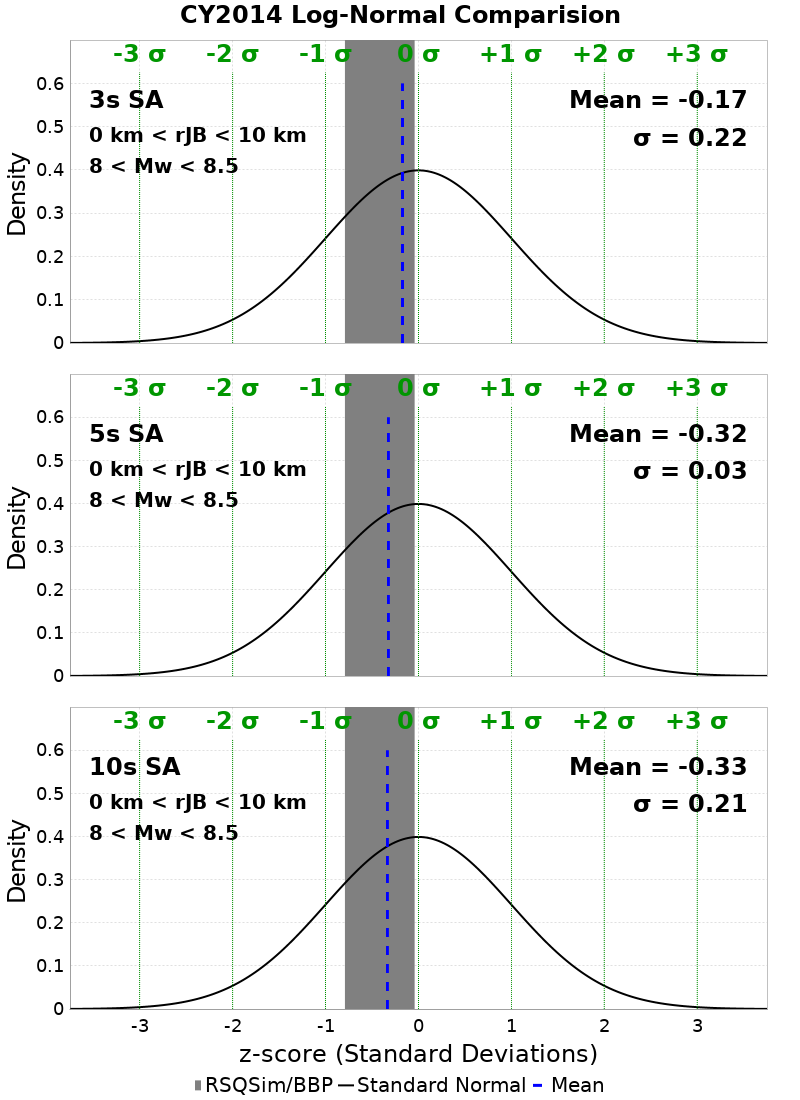 CY2014 Log-Normal Comparision
-3 σ -2 σ -1 σ 0 σ +1 σ +2 σ +3 σ
0.6
3s SA Mean = -0.17
0.5
0 km < rJB < 10 km σ = 0.22
8 < Mw < 8.5
0.4
0.3
0.2
0.1
0
Density
-3 σ -2 σ -1 σ 0 σ +1 σ +2 σ +3 σ
0.6
5s SA Mean = -0.32
0.5
0 km < rJB < 10 km σ = 0.03
8 < Mw < 8.5
0.4
0.3
0.2
0.1
0
Density
-3 σ -2 σ -1 σ 0 σ +1 σ +2 σ +3 σ
0.6
10s SA Mean = -0.33
0.5
0 km < rJB < 10 km σ = 0.21
8 < Mw < 8.5
0.4
0.3
0.2
0.1
0
Density
-3 -2 -1 0 1 2 3
z-score (Standard Deviations)
RSQSim/BBP Standard Normal Mean